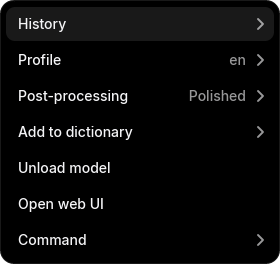 History
Profile en
Post-processing Polished
Add to dictionary
Unload model
Open web UI
Command